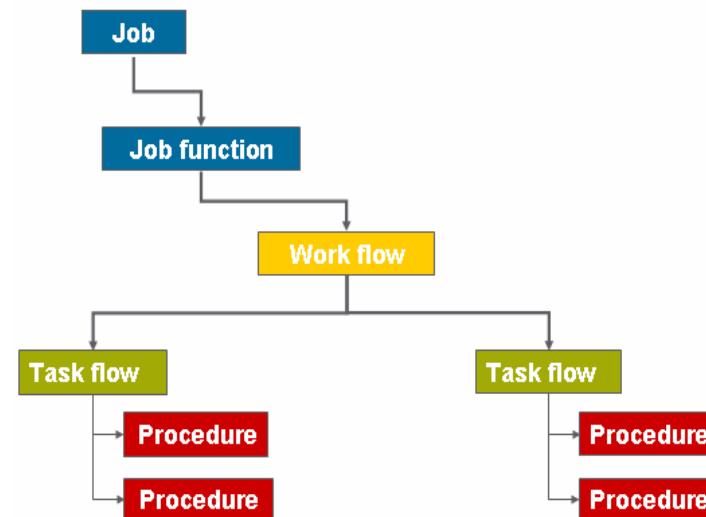 Job
Job function
Work flow
Task flow
Task flow
Procedure
Procedure
Procedure
Procedure